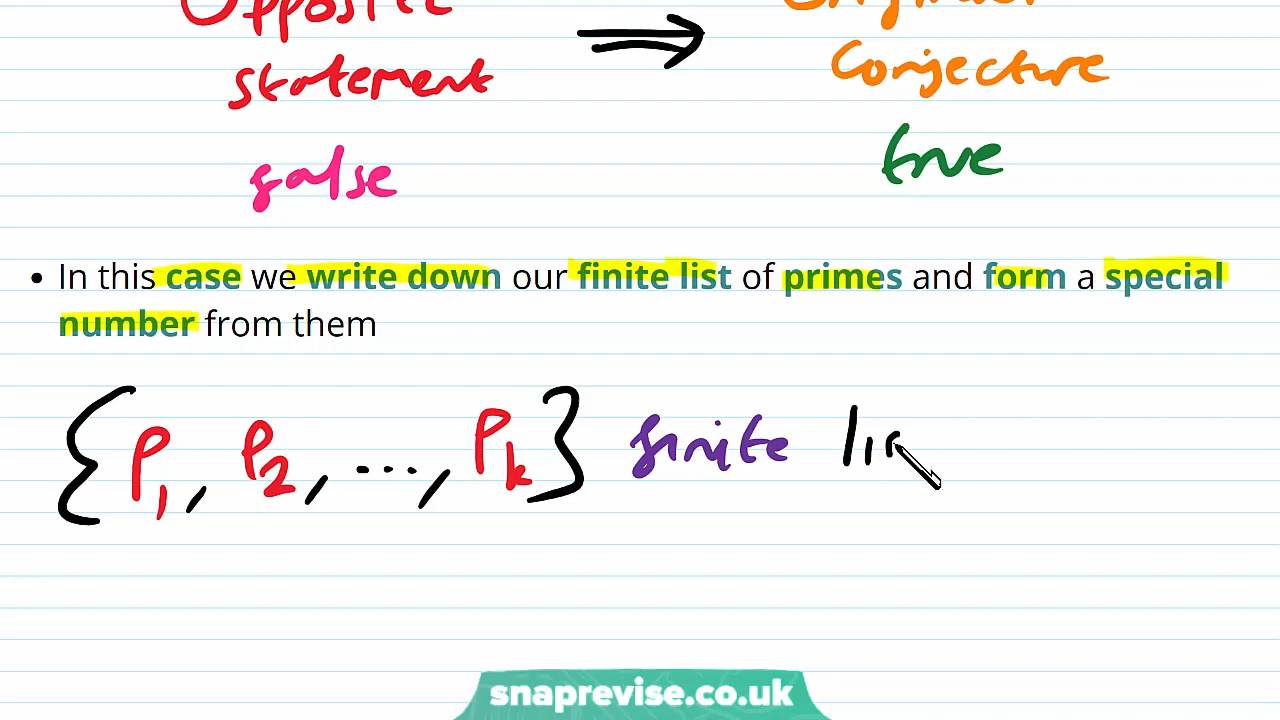 Opposite Original
statement Conjecture
false true
• In this case we write down our finite list of primes and form a special
number from them
{P₁, P₂, ..., Pₖ} finite lis
snaprevise.co.uk